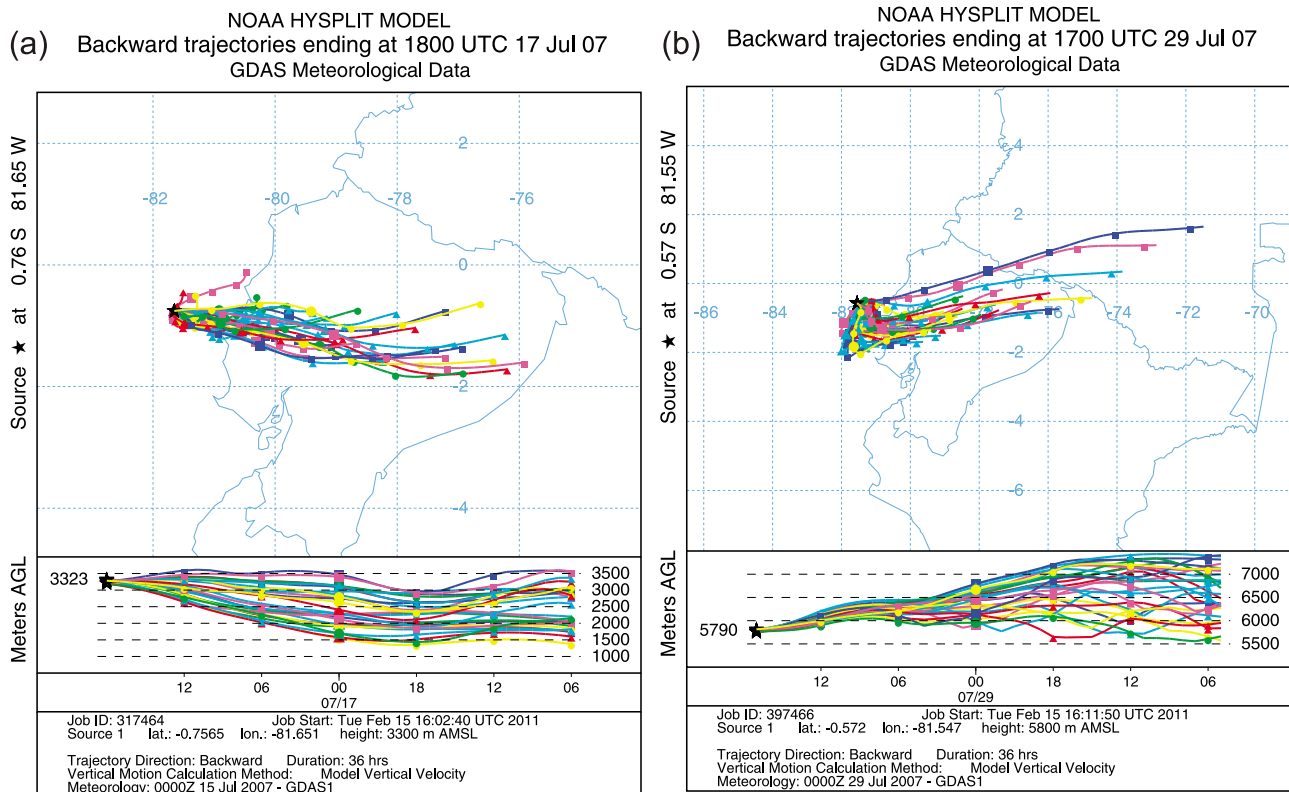 (a)
NOAA HYSPLIT MODEL
Backward trajectories ending at 1800 UTC 17 Jul 07
GDAS Meteorological Data
Source ★ at 0.76 S 81.65 W
2
-82 -80 -78 -76
0
-2
-4
Meters AGL
3323
3500
3000
2500
2000
1500
1000
12 06 00 18 12 06
07/17
Job ID: 317464 Job Start: Tue Feb 15 16:02:40 UTC 2011
Source 1 lat.: -0.7565 lon.: -81.651 height: 3300 m AMSL
Trajectory Direction: Backward Duration: 36 hrs
Vertical Motion Calculation Method: Model Vertical Velocity
Meteorology: 0000Z 15 Jul 2007 - GDAS1
(b)
NOAA HYSPLIT MODEL
Backward trajectories ending at 1700 UTC 29 Jul 07
GDAS Meteorological Data
Source ★ at 0.57 S 81.55 W
-4
2
0
-86 -84 -76 -74 -72 -70
-2
-4
-6
Meters AGL
5790
7000
6500
6000
5500
12 06 00 18 12 06
07/29
Job ID: 397466 Job Start: Tue Feb 15 16:11:50 UTC 2011
Source 1 lat.: -0.572 lon.: -81.547 height: 5800 m AMSL
Trajectory Direction: Backward Duration: 36 hrs
Vertical Motion Calculation Method: Model Vertical Velocity
Meteorology: 0000Z 29 Jul 2007 - GDAS1